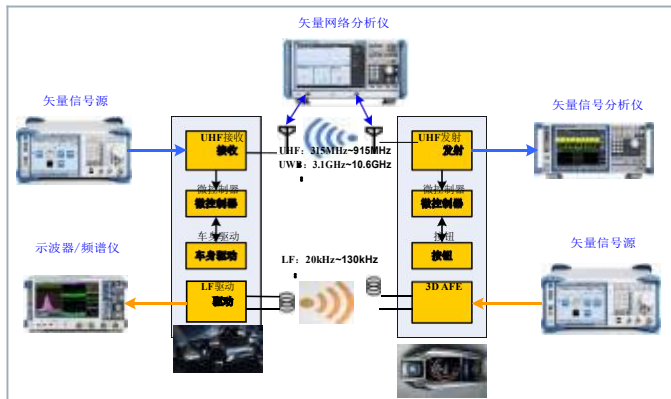 矢量网络分析仪
矢量信号源
矢量信号分析仪
UHF接收
接收
UHF发射
发射
UHF：315MHz~915MHz
UWB：3.1GHz~10.6GHz
微控制器
微控制器
微控制器
微控制器
示波器/频谱仪
车身驱动
车身驱动
按钮
按钮
矢量信号源
LF：20kHz~130kHz
LF驱动
驱动
3D AFE